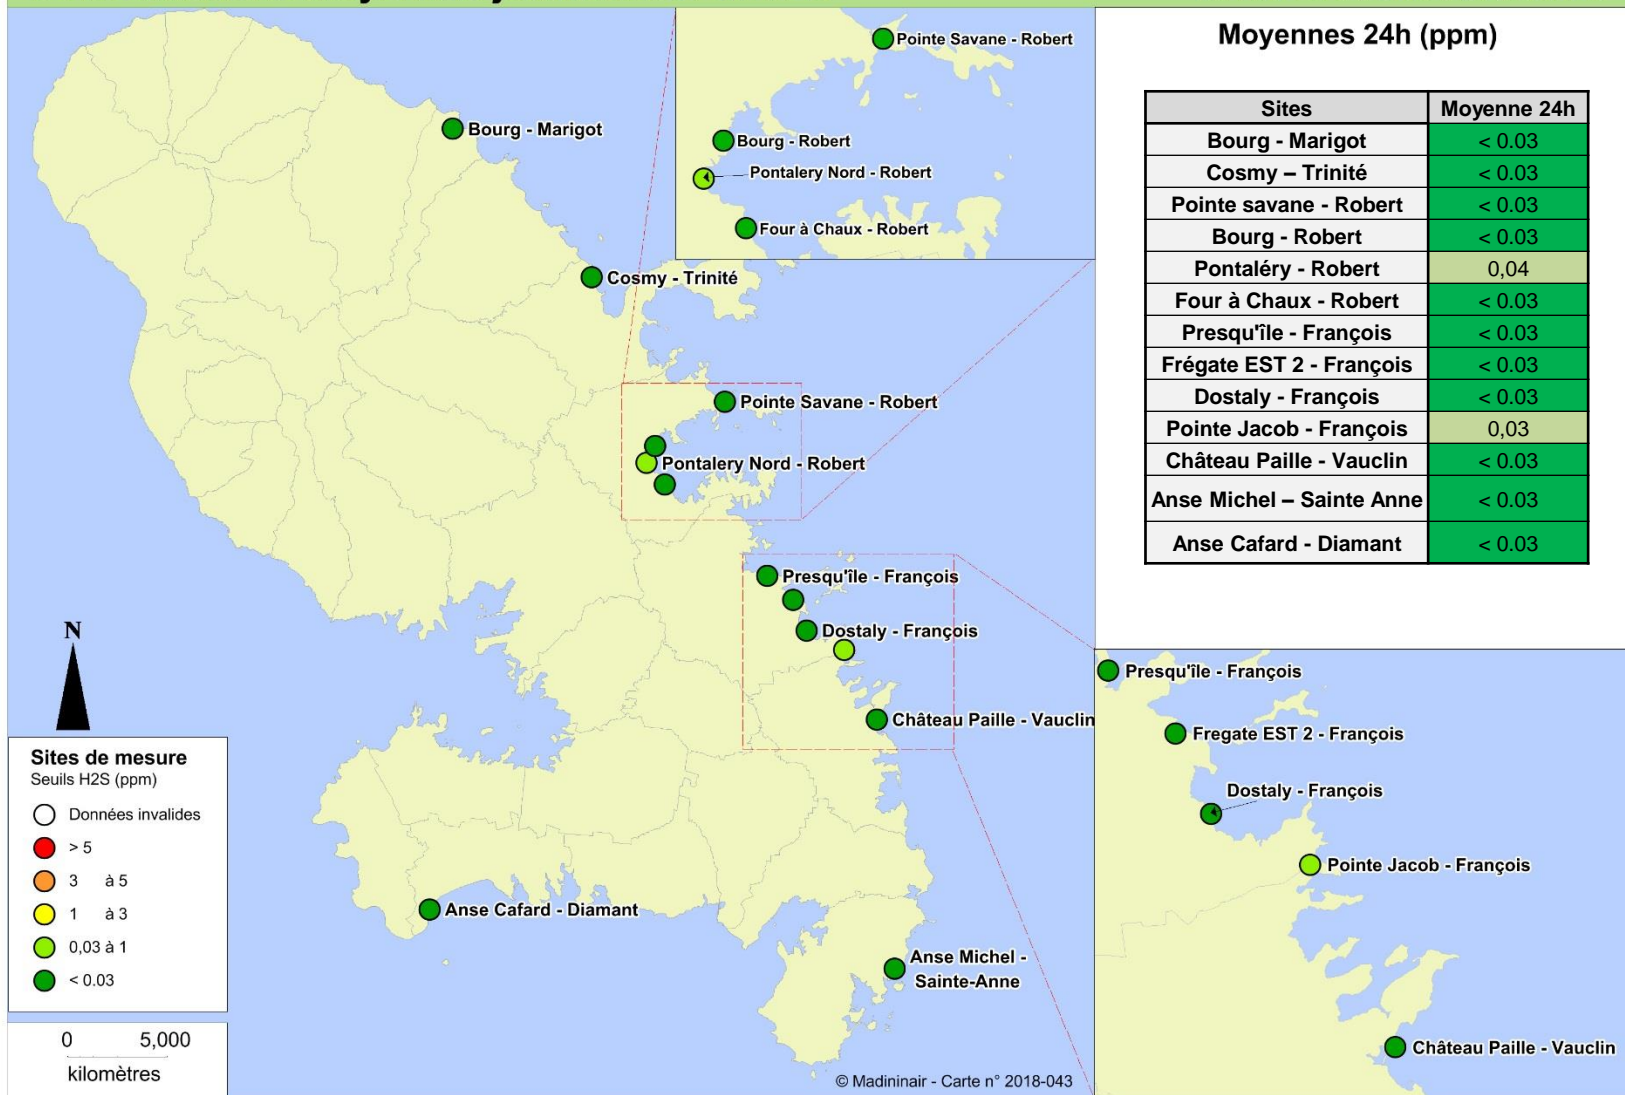 Pointe Savane - Robert
Bourg - Robert
Pontalery Nord - Robert
Four à Chaux - Robert
Bourg - Marigot
Cosmy - Trinité
Pointe Savane - Robert
Pontalery Nord - Robert
Presqu'île - François
Dostaly - François
Château Paille - Vauclin
Anse Cafard - Diamant
Anse Michel -
Sainte-Anne
N
Sites de mesure
Seuils H2S (ppm)
Données invalides
> 5
3 à 5
1 à 3
0,03 à 1
< 0.03
0 5,000
kilomètres
© Madininair - Carte n° 2018-043
Moyennes 24h (ppm)
Sites Moyenne 24h
Bourg - Marigot < 0.03
Cosmy – Trinité < 0.03
Pointe savane - Robert < 0.03
Bourg - Robert < 0.03
Pontaléry - Robert 0,04
Four à Chaux - Robert < 0.03
Presqu'île - François < 0.03
Frégate EST 2 - François < 0.03
Dostaly - François < 0.03
Pointe Jacob - François 0,03
Château Paille - Vauclin < 0.03
Anse Michel – Sainte Anne < 0.03
Anse Cafard - Diamant < 0.03
Presqu'île - François
Fregate EST 2 - François
Dostaly - François
Pointe Jacob - François
Château Paille - Vauclin